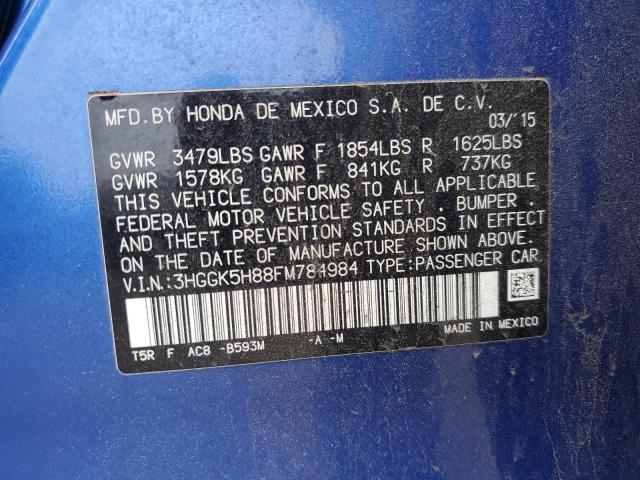 MFD.BY HONDA DE MEXICO S.A. DE C.V.
03/'15
GVWR 3479LBS GAWR F 1854LBS R 1625LBS
GVWR 1578KG GAWR F 841KG R 737KG
THIS VEHICLE CONFORMS TO ALL APPLICABLE
FEDERAL MOTOR VEHICLE SAFETY , BUMPER ,
AND THEFT PREVENTION STANDARDS IN EFFECT
ON THE DATE OF MANUFACTURE SHOWN ABOVE.
V.I.N.:3HGGK5H88FM784984 TYPE:PASSENGER CAR
T5R F AC8 -B593M -A -M MADE IN MEXICO